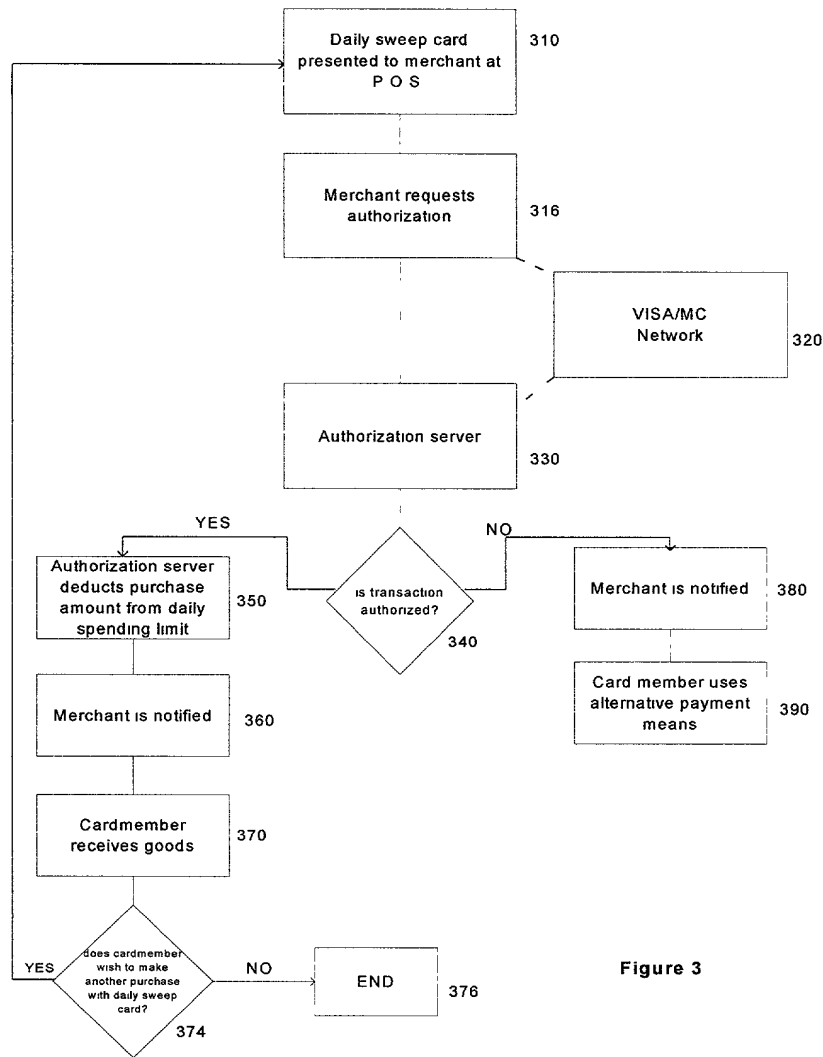 Daily sweep card
presented to merchant at
P O S
310
Merchant requests
authorization
316
VISA/MC
Network
320
Authorization server
330
YES
NO
Authorization server
deducts purchase
amount from daily
spending limit
350
is transaction
authorized?
340
Merchant is notified
380
Merchant is notified
360
Card member uses
alternative payment
means
390
Cardmember
receives goods
370
does cardmember
wish to make
another purchase
with daily sweep
card?
374
YES
NO
END
376
Figure 3